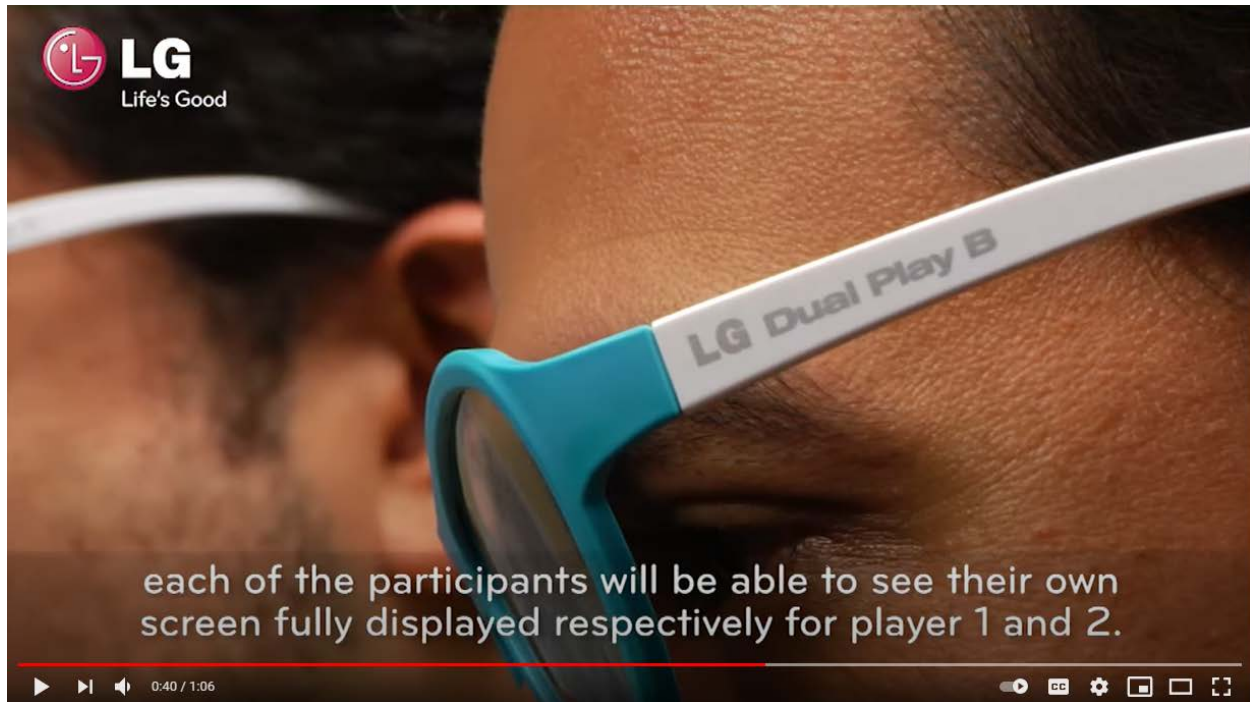 LG
Life's Good
LG Dual Play B
each of the participants will be able to see their own
screen fully displayed respectively for player 1 and 2.
0:40 / 1:06
CC